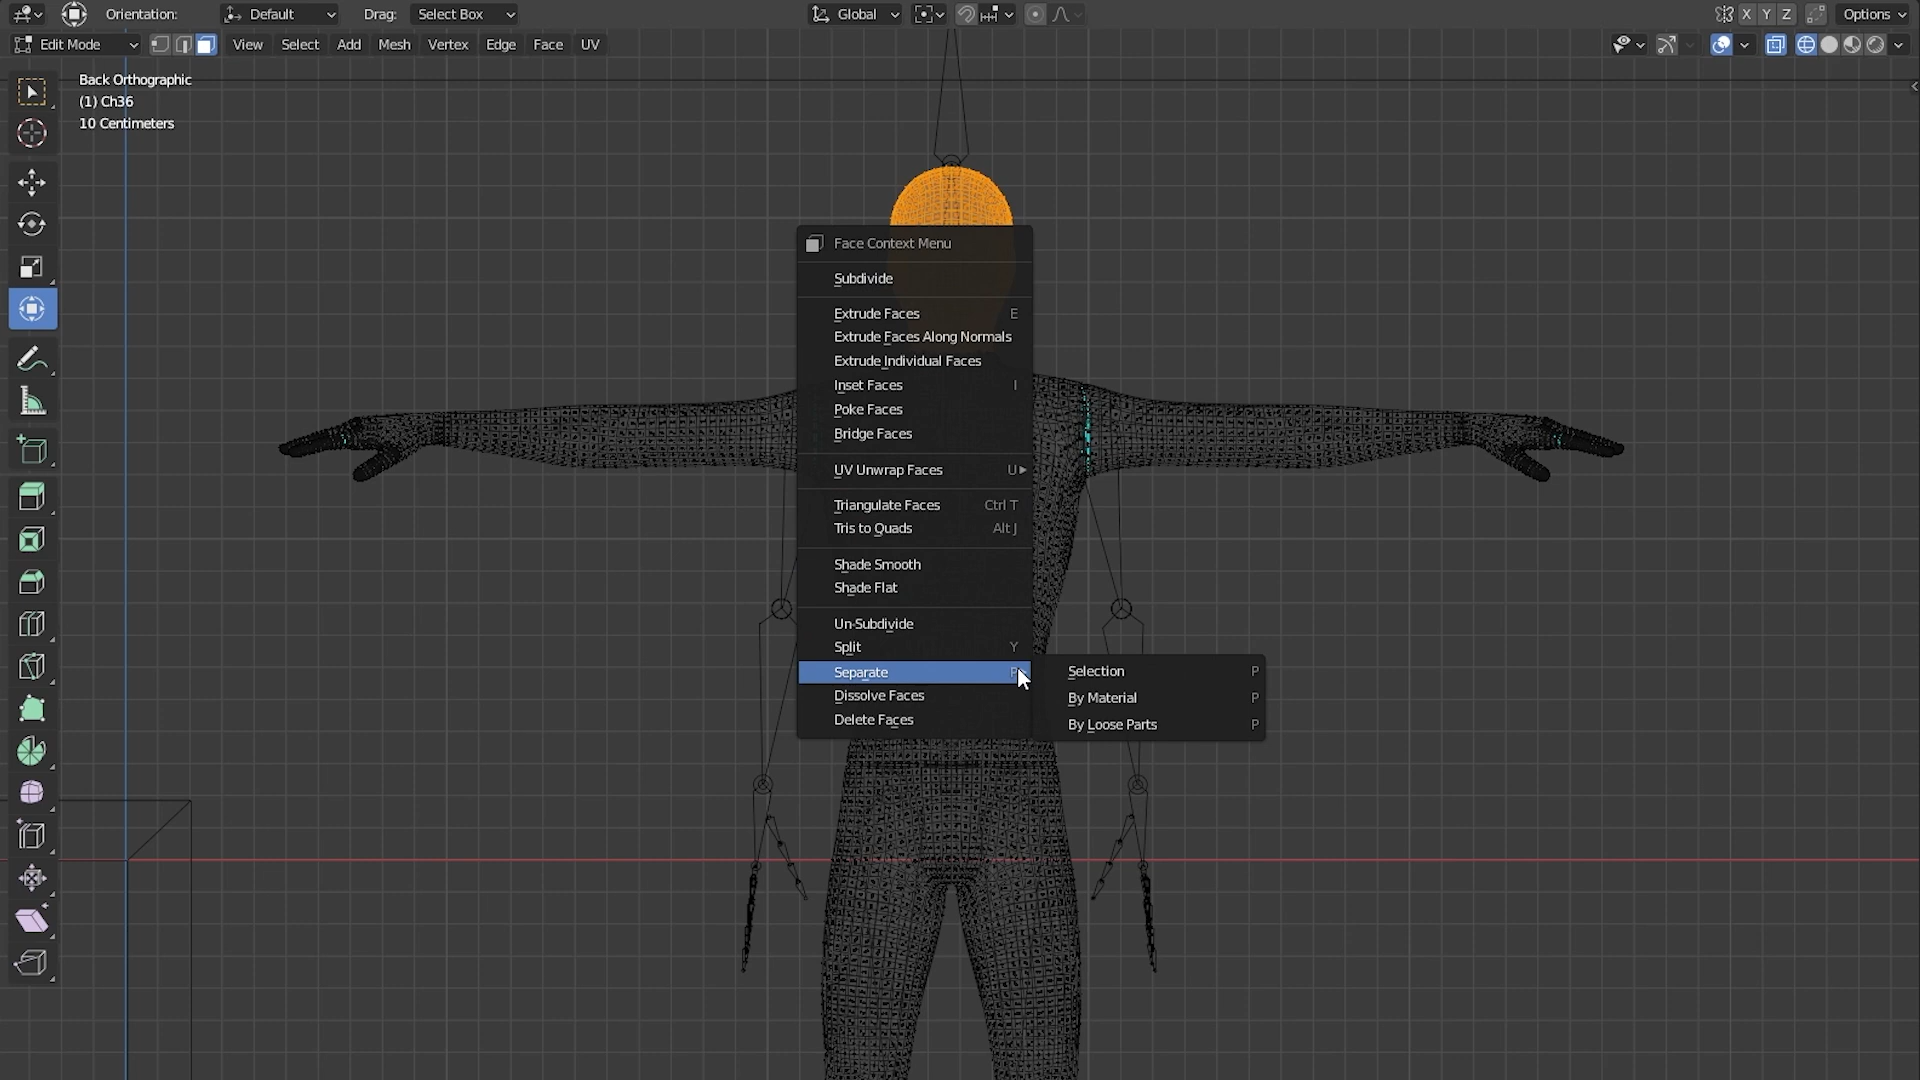 Orientation: Default Drag: Select Box Global X Y Z Options
Edit Mode View Select Add Mesh Vertex Edge Face UV
Back Orthographic
(1) Ch36
10 Centimeters
Face Context Menu
Subdivide
Extrude Faces E
Extrude Faces Along Normals
Extrude Individual Faces
Inset Faces I
Poke Faces
Bridge Faces
UV Unwrap Faces U
Triangulate Faces Ctrl T
Tris to Quads Alt J
Shade Smooth
Shade Flat
Un-Subdivide
Split Y
Separate P
Dissolve Faces
Delete Faces
Selection P
By Material P
By Loose Parts P